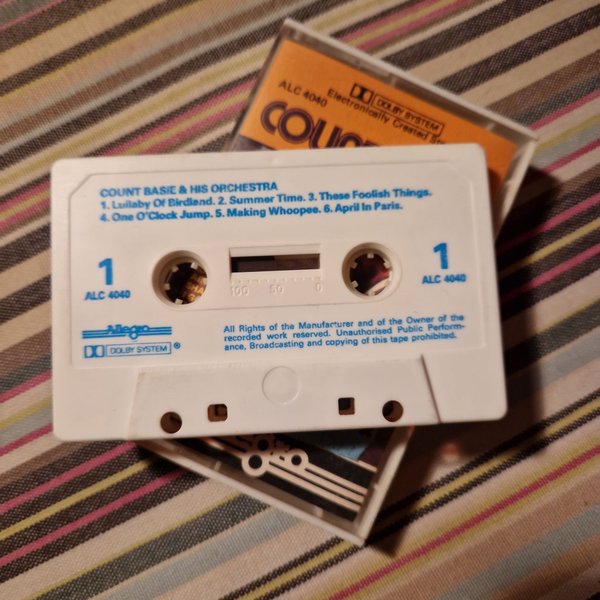 ALC 4040
DOLBY SYSTEM
Electronically Created
COUNT BASIE & HIS ORCHESTRA
1. Lullaby Of Birdland. 2. Summer Time. 3. These Foolish Things.
4. One O'Clock Jump. 5. Making Whoopee. 6. April In Paris.
1
ALC 4040
100 50 0
1
ALC 4040
Allegro
DOLBY SYSTEM ®
All Rights of the Manufacturer and of the Owner of the
recorded work reserved. Unauthorised Public Perform-
ance, Broadcasting and copying of this tape prohibited.